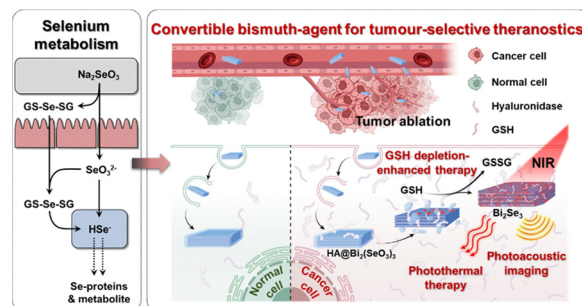 Selenium
metabolism
Na₂SeO₃
GS-Se-SG
SeO₃²⁻
GS-Se-SG
HSe⁻
Se-proteins
& metabolite
Convertible bismuth-agent for tumour-selective theranostics
Cancer cell
Normal cell
Hyaluronidase
GSH
Tumor ablation
GSH depletion-
enhanced therapy
GSSG
NIR
GSH
Bi₂Se₃
HA@Bi₂(SeO₃)₃
Photothermal
therapy
Photoacoustic
imaging
Normal
cell
Cancer
cell